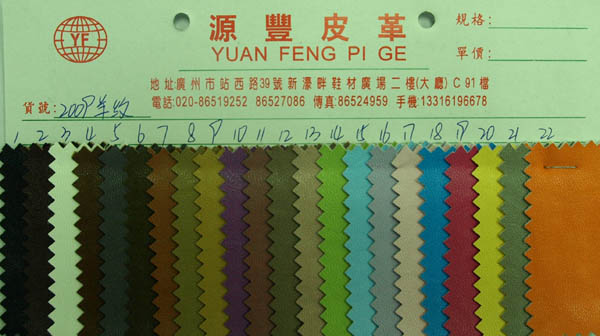 YF
源豐皮革
YUAN FENG PI GE
規格:
單價:
地址廣州市站西路39號新濠畔鞋材廣場二樓(大廳) C 91檔
電話:020-86519252 86527086 傳真:86524959 手機:13316196678
貨號: 羊紋
1 2 3 4 5 6 7 8 9 10 11 12 13 14 15 16 17 18 19 20 21 22